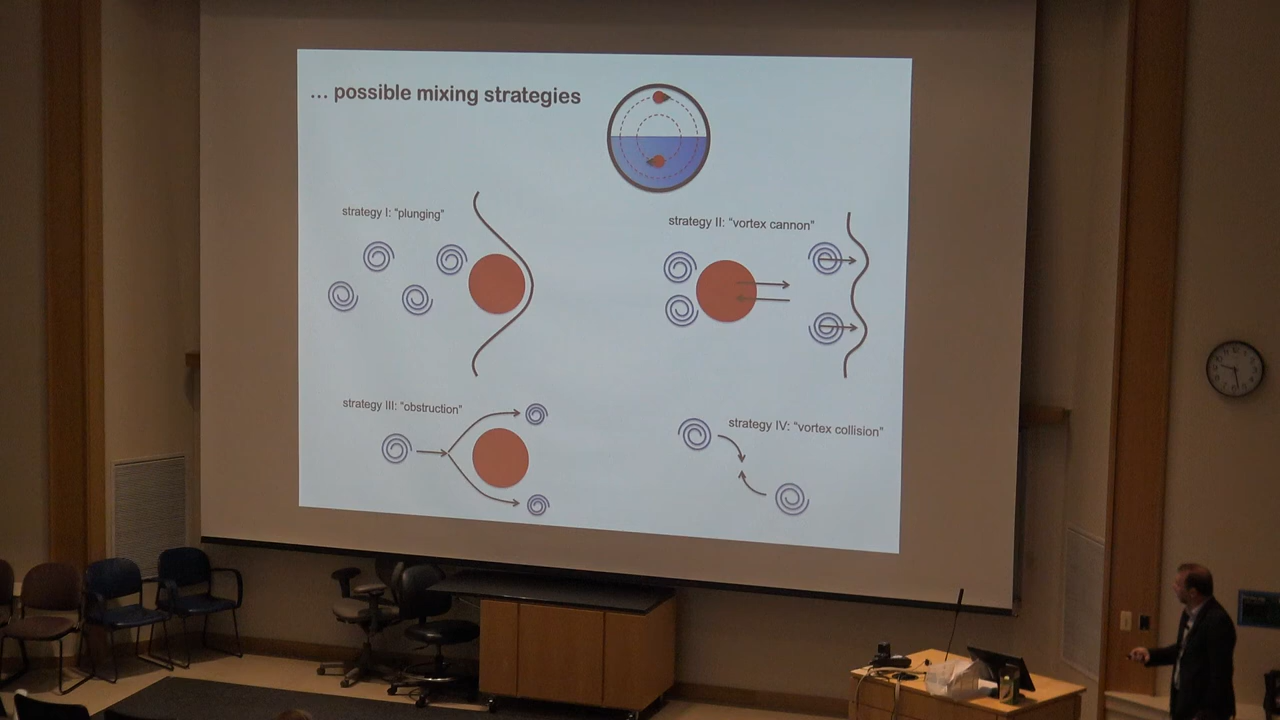 ... possible mixing strategies
strategy I: "plunging"
strategy II: "vortex cannon"
strategy III: "obstruction"
strategy IV: "vortex collision"